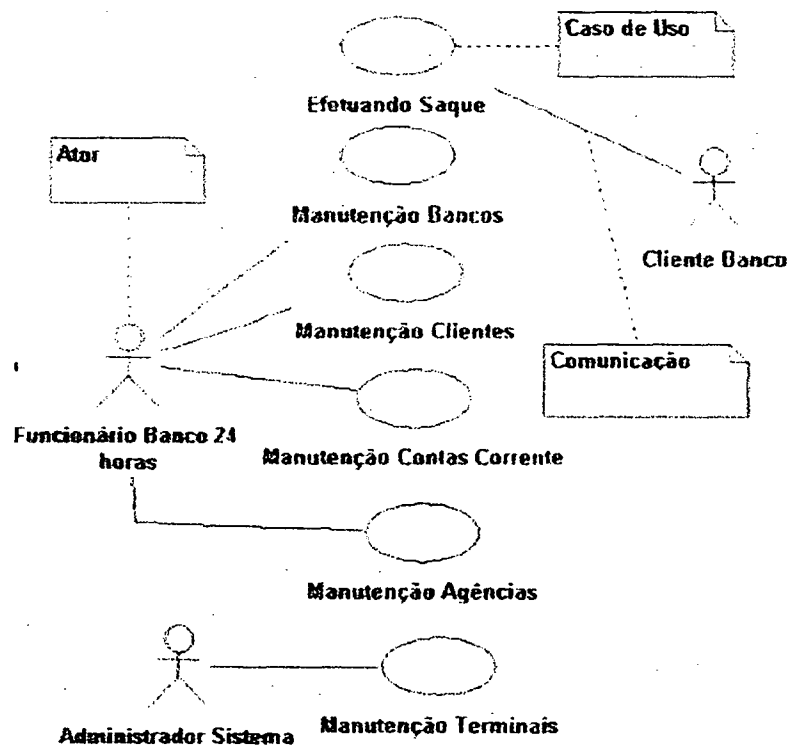 Caso de Uso
Efetuando Saque
Ator
Manutenção Bancos
Cliente Banco
Manutenção Clientes
Comunicação
Funcionário Banco 24
horas
Manutenção Contas Corrente
Manutenção Agências
Administrador Sistema
Manutenção Terminais